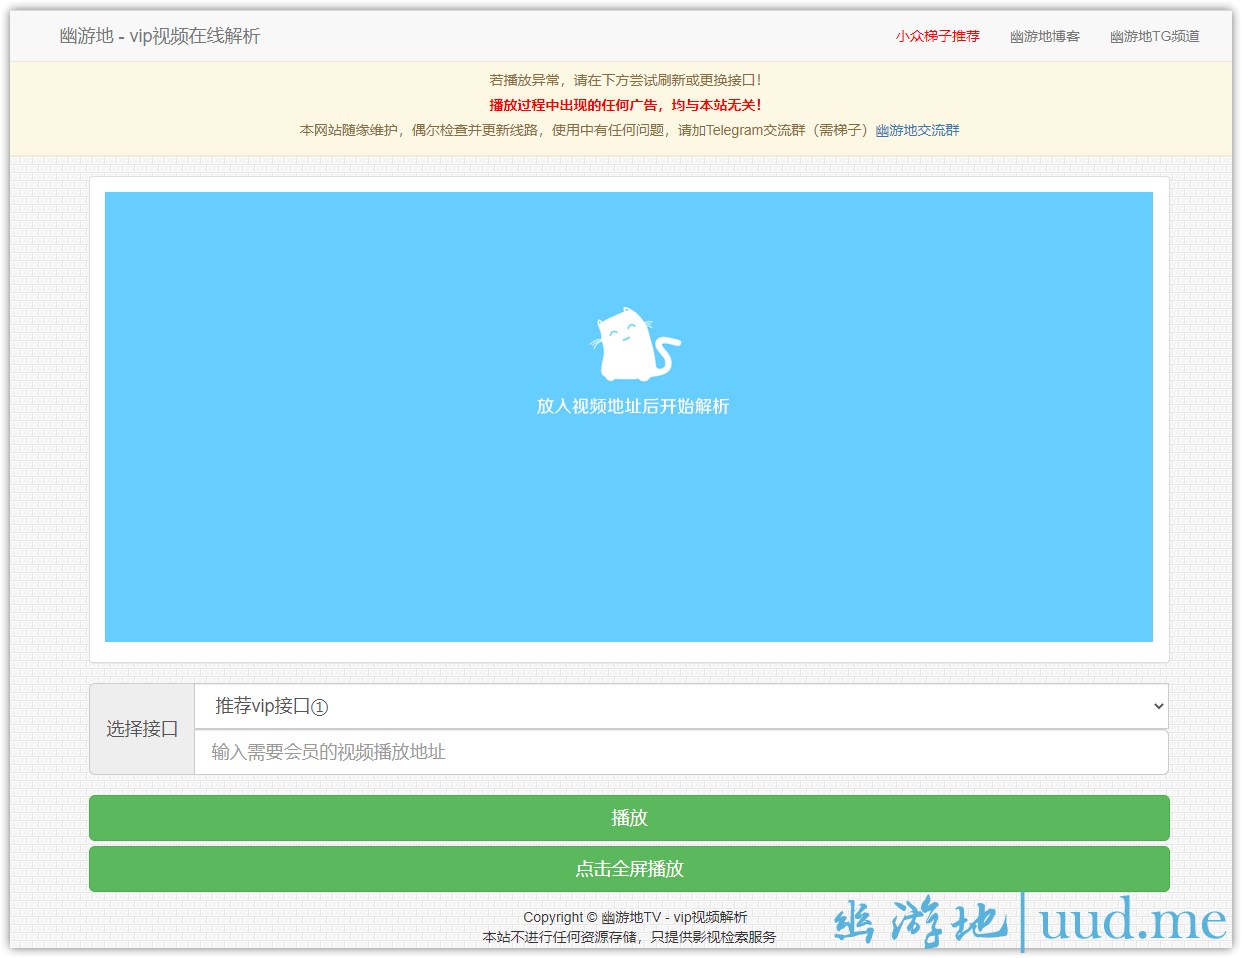 幽游地 - vip视频在线解析
小众梯子推荐 幽游地博客 幽游地TG频道
若播放异常，请在下方尝试刷新或更换接口！
播放过程中出现的任何广告，均与本站无关！
本网站随缘维护，偶尔检查并更新线路，使用中有任何问题，请加Telegram交流群（需梯子）幽游地交流群
放入视频地址后开始解析
选择接口
推荐vip接口①
输入需要会员的视频播放地址
播放
点击全屏播放
Copyright © 幽游地TV - vip视频解析
本站不进行任何资源存储，只提供影视检索服务
幽游地|uud.me